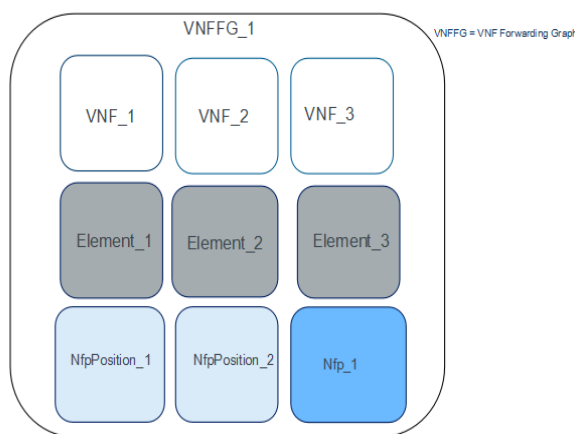 VNFFG_1
VNFFG = VNF Forwarding Graph
VNF_1
VNF_2
VNF_3
Element_1
Element_2
Element_3
NfpPosition_1
NfpPosition_2
Nfp_1